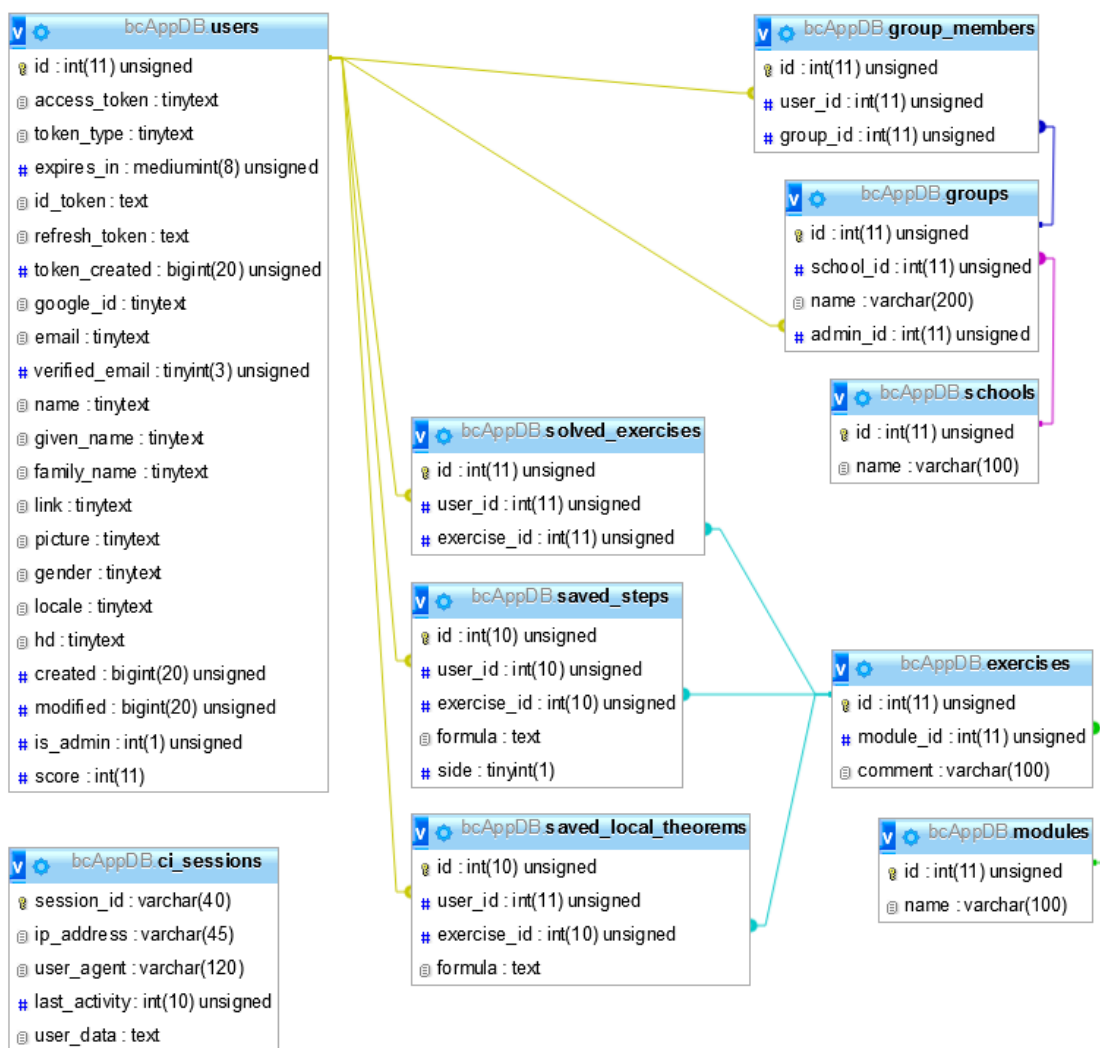 bcAppDB.users
id : int(11) unsigned
access_token : tinytext
token_type : tinytext
# expires_in : mediumint(8) unsigned
id_token : text
refresh_token : text
# token_created : bigint(20) unsigned
google_id : tinytext
email : tinytext
# verified_email : tinyint(3) unsigned
name : tinytext
given_name : tinytext
family_name : tinytext
link : tinytext
picture : tinytext
gender : tinytext
locale : tinytext
hd : tinytext
# created : bigint(20) unsigned
# modified : bigint(20) unsigned
# is_admin : int(1) unsigned
# score : int(11)
bcAppDB.ci_sessions
session_id : varchar(40)
ip_address : varchar(45)
user_agent : varchar(120)
# last_activity : int(10) unsigned
user_data : text
bcAppDB.solved_exercises
id : int(11) unsigned
# user_id : int(11) unsigned
# exercise_id : int(11) unsigned
bcAppDB.saved_steps
id : int(10) unsigned
# user_id : int(10) unsigned
# exercise_id : int(10) unsigned
formula : text
# side : tinyint(1)
bcAppDB.saved_local_theorems
id : int(10) unsigned
# user_id : int(11) unsigned
# exercise_id : int(10) unsigned
formula : text
bcAppDB.group_members
id : int(11) unsigned
# user_id : int(11) unsigned
# group_id : int(11) unsigned
bcAppDB.groups
id : int(11) unsigned
# school_id : int(11) unsigned
name : varchar(200)
# admin_id : int(11) unsigned
bcAppDB.schools
id : int(11) unsigned
name : varchar(100)
bcAppDB.exercises
id : int(11) unsigned
# module_id : int(11) unsigned
comment : varchar(100)
bcAppDB.modules
id : int(11) unsigned
name : varchar(100)